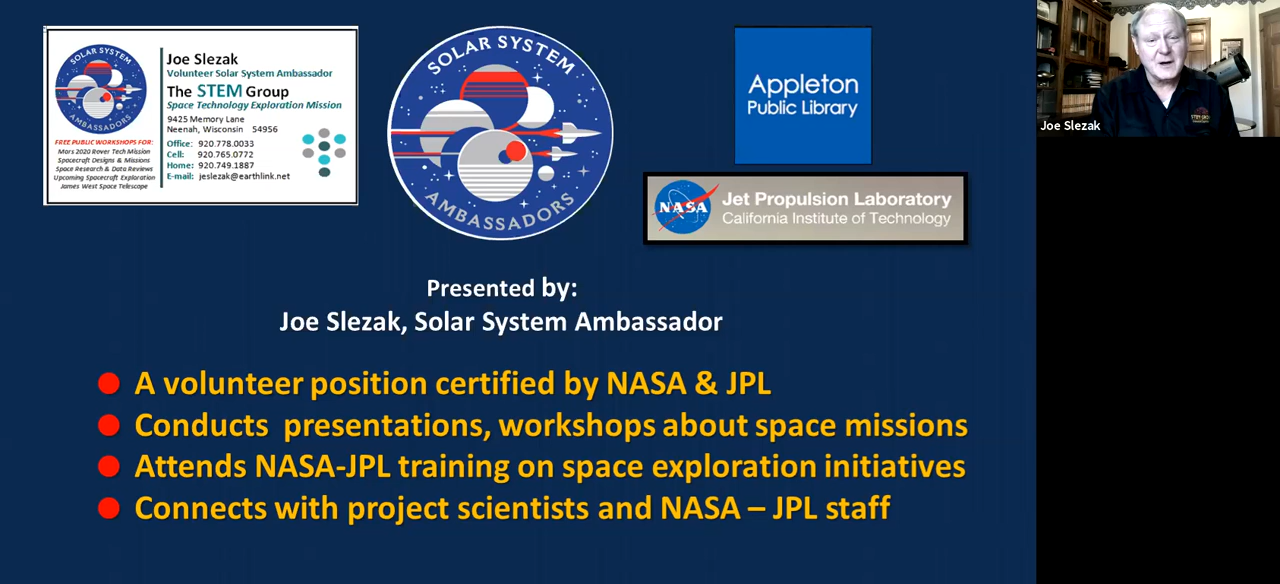 SOLAR SYSTEM
AMBASSADORS
FREE PUBLIC WORKSHOPS FOR:
Mars 2020 Rover Tech Mission
Spacecraft Designs & Missions
Space Research & Data Reviews
Upcoming Spacecraft Exploration
James West Space Telescope
Joe Slezak
Volunteer Solar System Ambassador
The STEM Group
Space Technology Exploration Mission
9425 Memory Lane
Neenah, Wisconsin 54956
Office: 920.778.0033
Cell: 920.765.0772
Home: 920.749.1887
E-mail: jeslezak@earthlink.net
SOLAR SYSTEM
AMBASSADORS
Appleton
Public Library
NASA
Jet Propulsion Laboratory
California Institute of Technology
Joe Slezak
Presented by:
Joe Slezak, Solar System Ambassador
A volunteer position certified by NASA & JPL
Conducts presentations, workshops about space missions
Attends NASA-JPL training on space exploration initiatives
Connects with project scientists and NASA – JPL staff